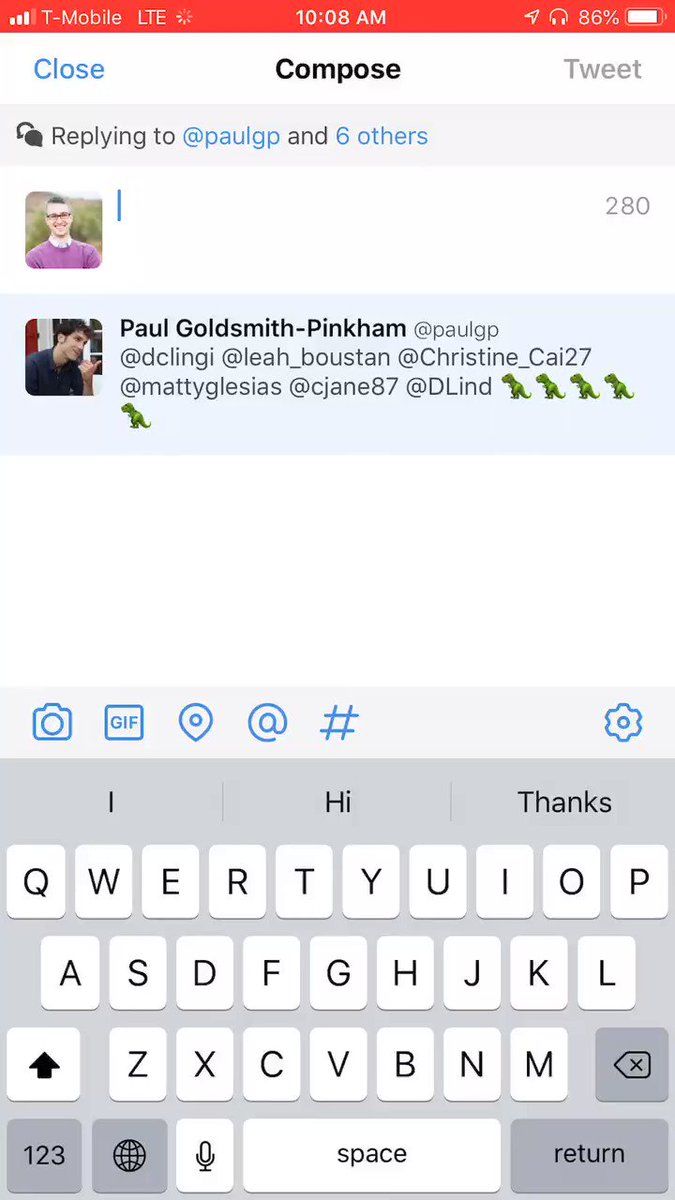 T-Mobile LTE 10:08 AM 86%
Close Compose Tweet
Replying to @paulgp and 6 others
280
Paul Goldsmith-Pinkham @paulgp
@dclingi @leah_boustan @Christine_Cai27
@mattyglesias @cjane87 @DLind 🦖🦖🦖🦖
🦖
GIF @ #
I Hi Thanks
Q W E R T Y U I O P
A S D F G H J K L
Z X C V B N M
123 space return